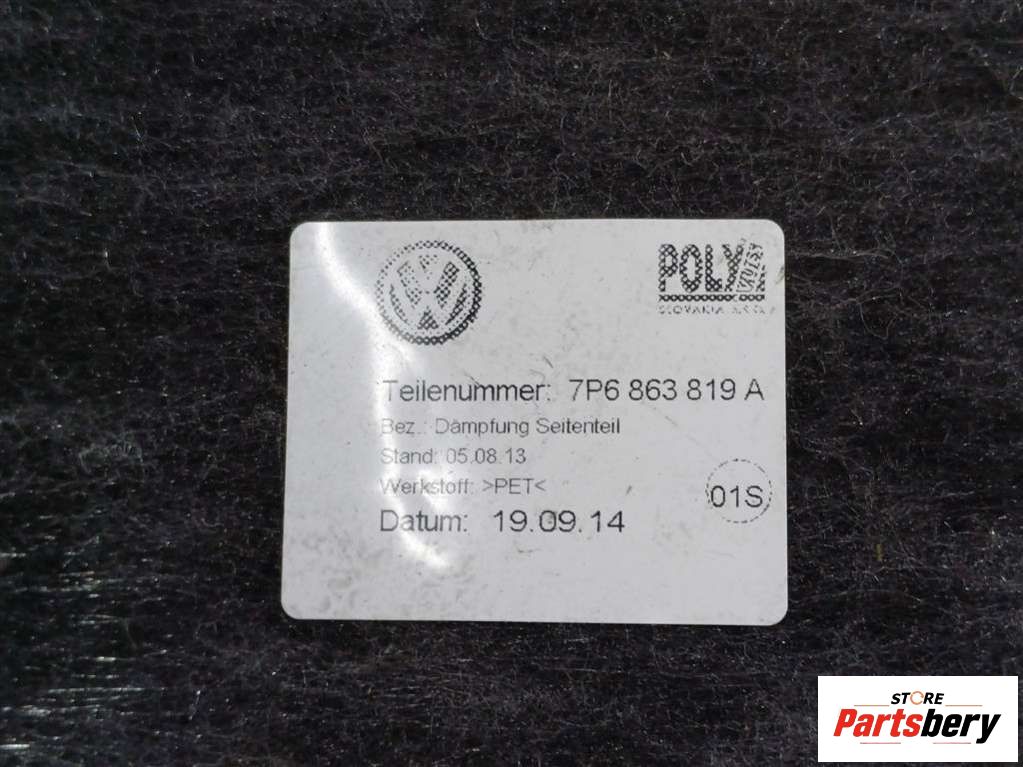 POLY
SLOVAKIA
Teilenummer: 7P6 863 819 A
Bez.: Dämpfung Seitenteil
Stand: 05.08.13
Werkstoff: >PET<
01S
Datum: 19.09.14
STORE
Partsbery